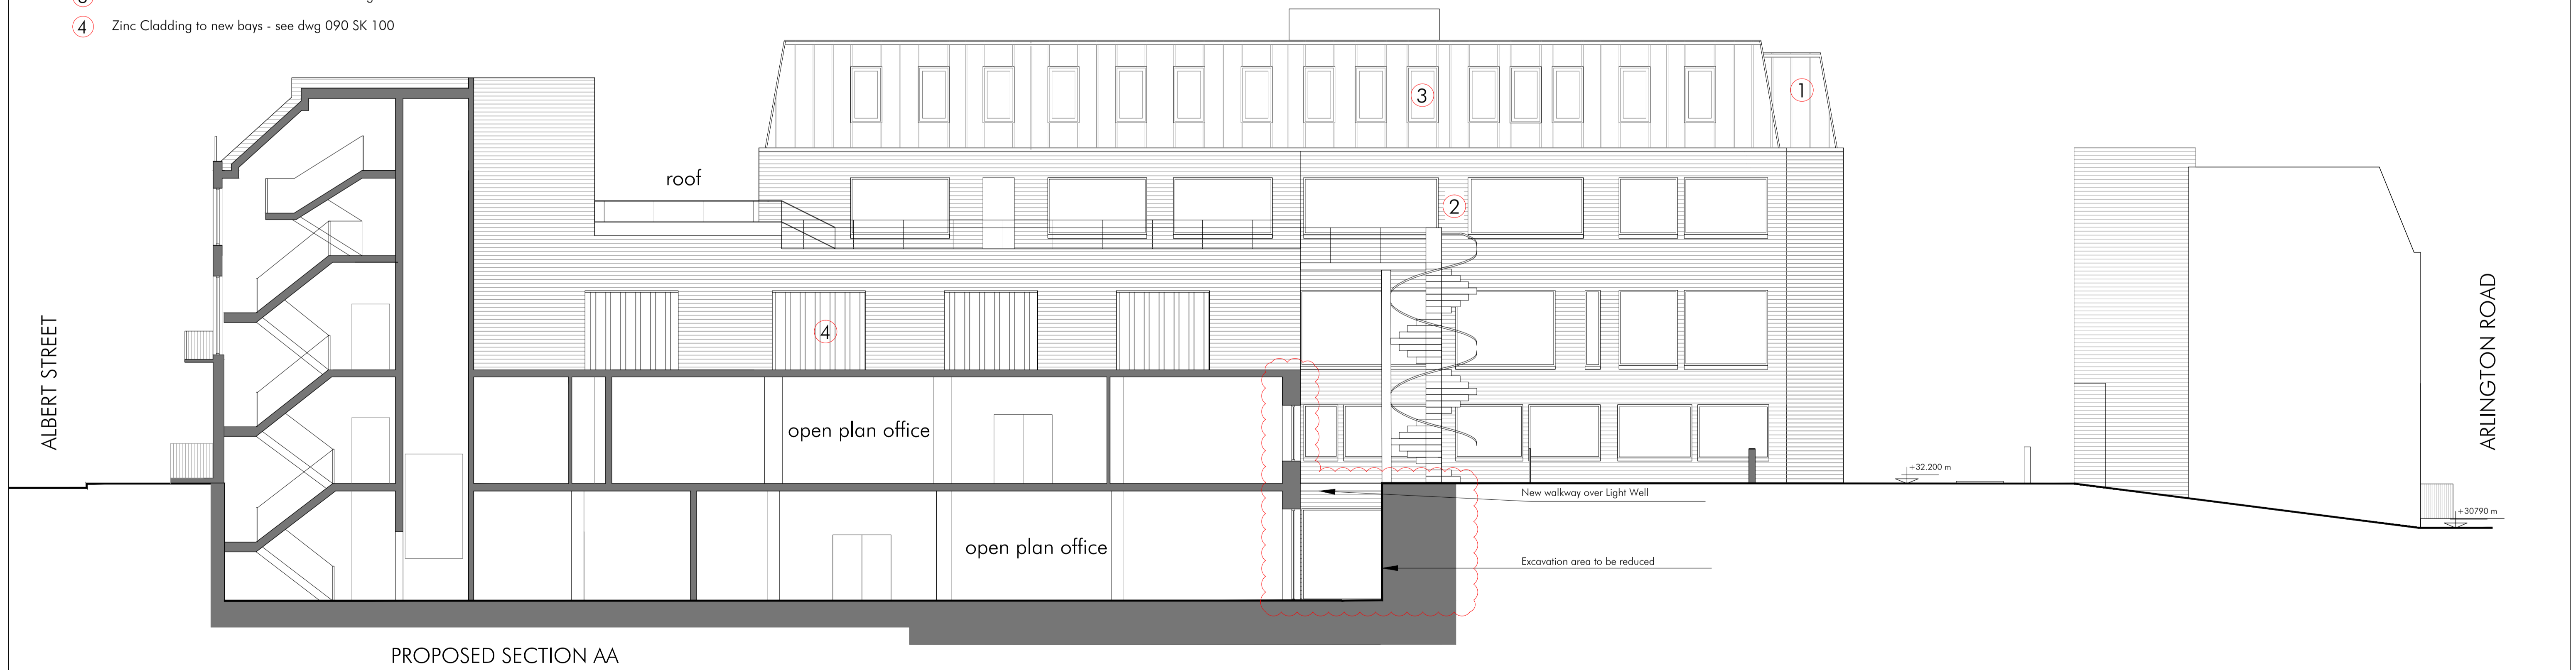 4 Zinc Cladding to new bays - see dwg 090 SK 100
3
1
roof
2
4
ALBERT STREET
ARLINGTON ROAD
open plan office
+32.200 m
New walkway over Light Well
+30790 m
open plan office
Excavation area to be reduced
PROPOSED SECTION AA